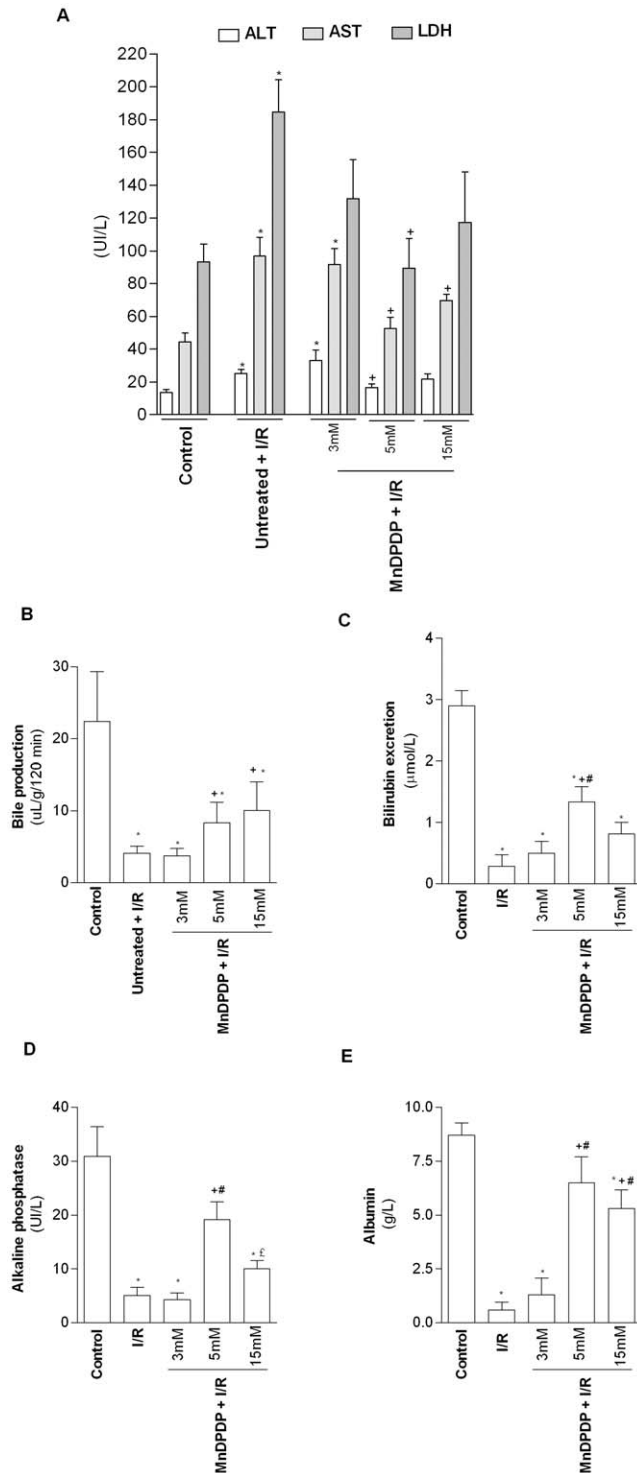 A
ALT AST LDH
220
200
180
160
140
120
100
80
60
40
20
0
(UI/L)
* * * * * * + + + +
Control
Untreated + I/R
3mM
5mM
15mM
MnDPDP + I/R
B
30
20
10
0
Bile production
(uL/g/120 min)
* * + * + *
Control
Untreated + I/R
3mM
5mM
15mM
MnDPDP + I/R
C
4
3
2
1
0
Bilirubin excretion
(μmol/L)
* * * +# *
Control
I/R
3mM
5mM
15mM
MnDPDP + I/R
D
40
30
20
10
0
Alkaline phosphatase
(UI/L)
* * +# * £
Control
I/R
3mM
5mM
15mM
MnDPDP + I/R
E
10.0
7.5
5.0
2.5
0.0
Albumin
(g/L)
* * +# * +#
Control
I/R
3mM
5mM
15mM
MnDPDP + I/R